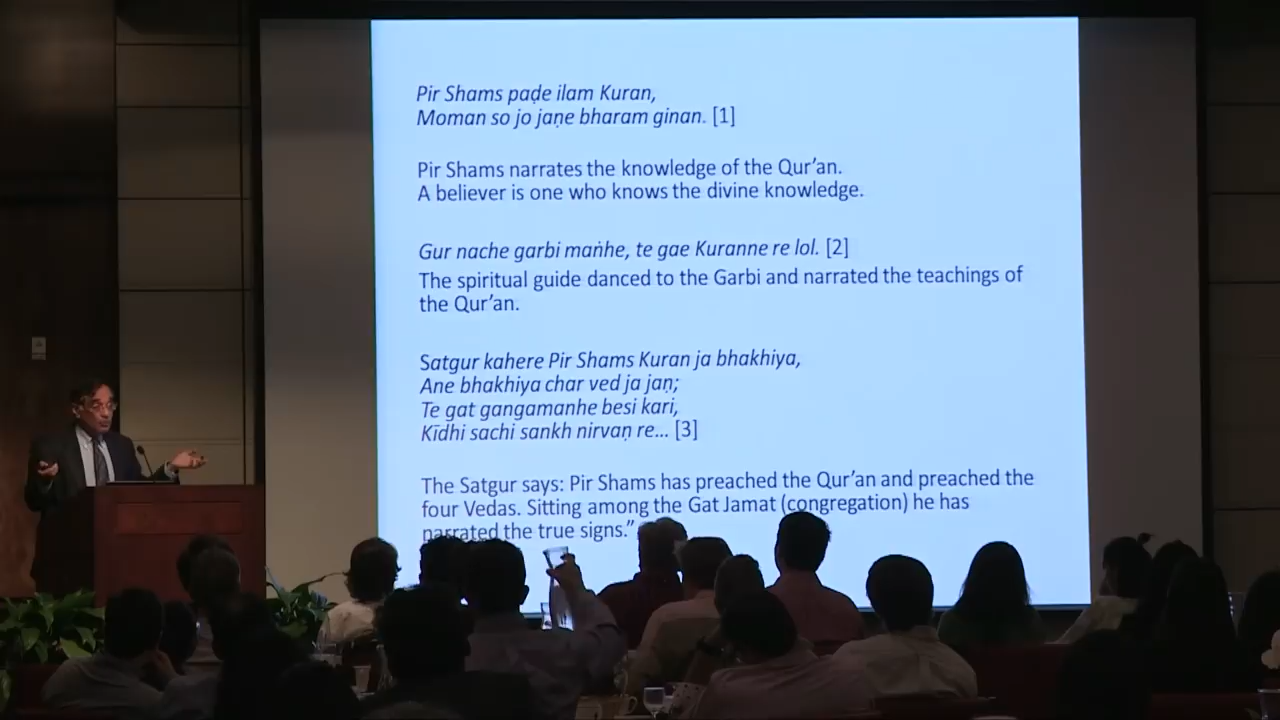 Pir Shams paḍe ilam Kuran,
Moman so jo jaṇe bharam ginan. [1]
Pir Shams narrates the knowledge of the Qur’an.
A believer is one who knows the divine knowledge.
Gur nache garbi maṅhe, te gae Kuranne re lol. [2]
The spiritual guide danced to the Garbi and narrated the teachings of
the Qur’an.
Satgur kahere Pir Shams Kuran ja bhakhiya,
Ane bhakhiya char ved ja jaṇ;
Te gat gangamanhe besi kari,
Kīdhi sachi sankh nirvaṇ re... [3]
The Satgur says: Pir Shams has preached the Qur’an and preached the
four Vedas. Sitting among the Gat Jamat (congregation) he has
narrated the true signs.”